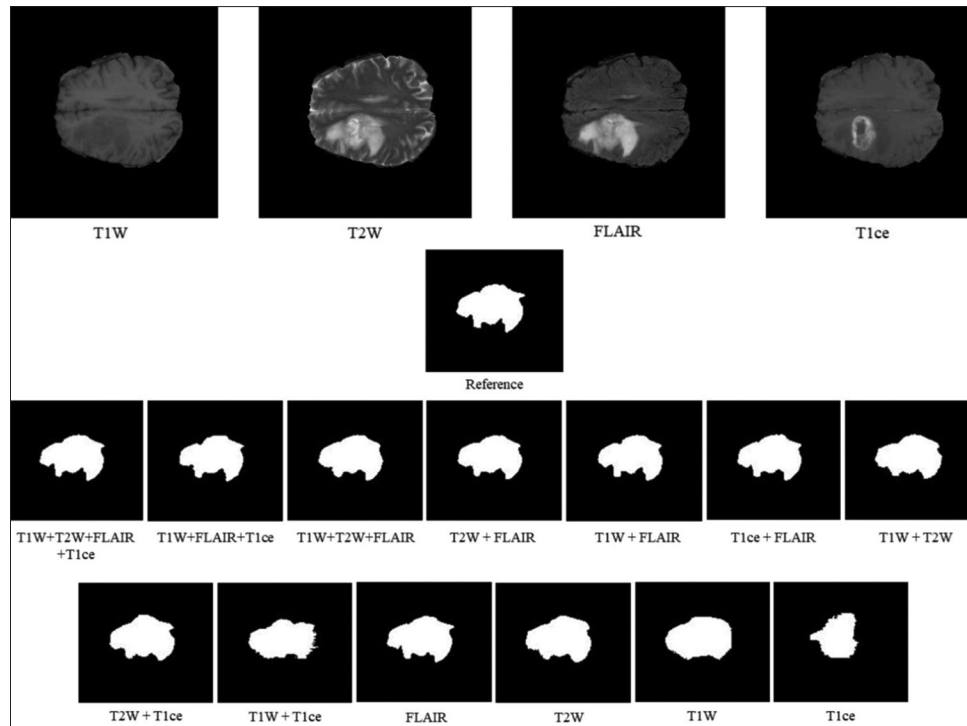 T1W
T2W
FLAIR
T1ce
Reference
T1W+T2W+FLAIR
+T1ce
T1W+FLAIR+T1ce
T1W+T2W+FLAIR
T2W + FLAIR
T1W + FLAIR
T1ce + FLAIR
T1W + T2W
T2W + T1ce
T1W + T1ce
FLAIR
T2W
T1W
T1ce